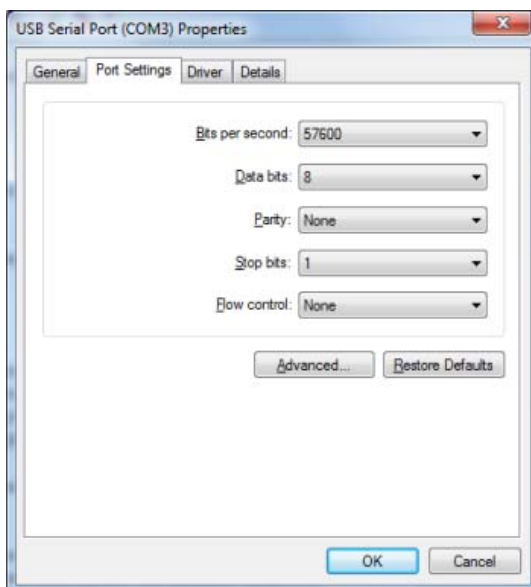 USB Serial Port (COM3) Properties
General Port Settings Driver Details
Bits per second: 57600
Data bits: 8
Parity: None
Stop bits: 1
Flow control: None
Advanced... Restore Defaults
OK Cancel